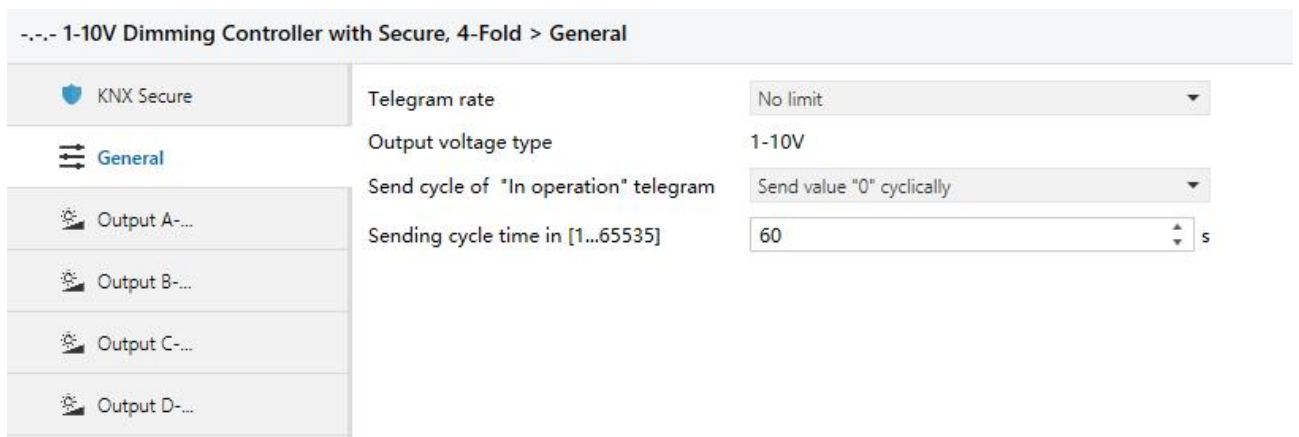 -.-.- 1-10V Dimming Controller with Secure, 4-Fold > General
KNX Secure
General
Output A-...
Output B-...
Output C-...
Output D-...
Telegram rate No limit
Output voltage type 1-10V
Send cycle of "In operation" telegram Send value "0" cyclically
Sending cycle time in [1...65535] 60 s